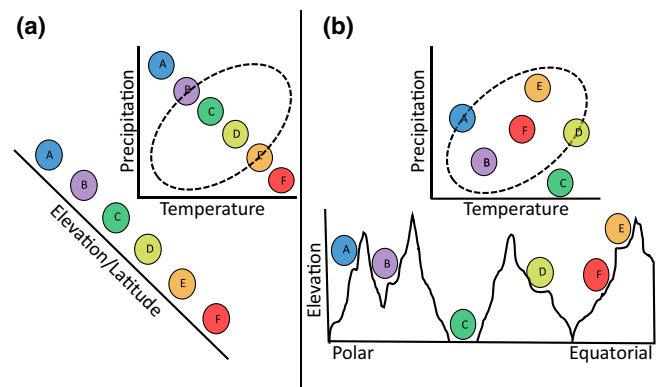 (a)
A
B
C
D
E
F
Precipitation
Temperature
A
B
C
D
E
F
Elevation/Latitude
(b)
Precipitation
E
A
F
D
B
C
Temperature
Elevation
A
B
C
D
E
F
Polar
Equatorial